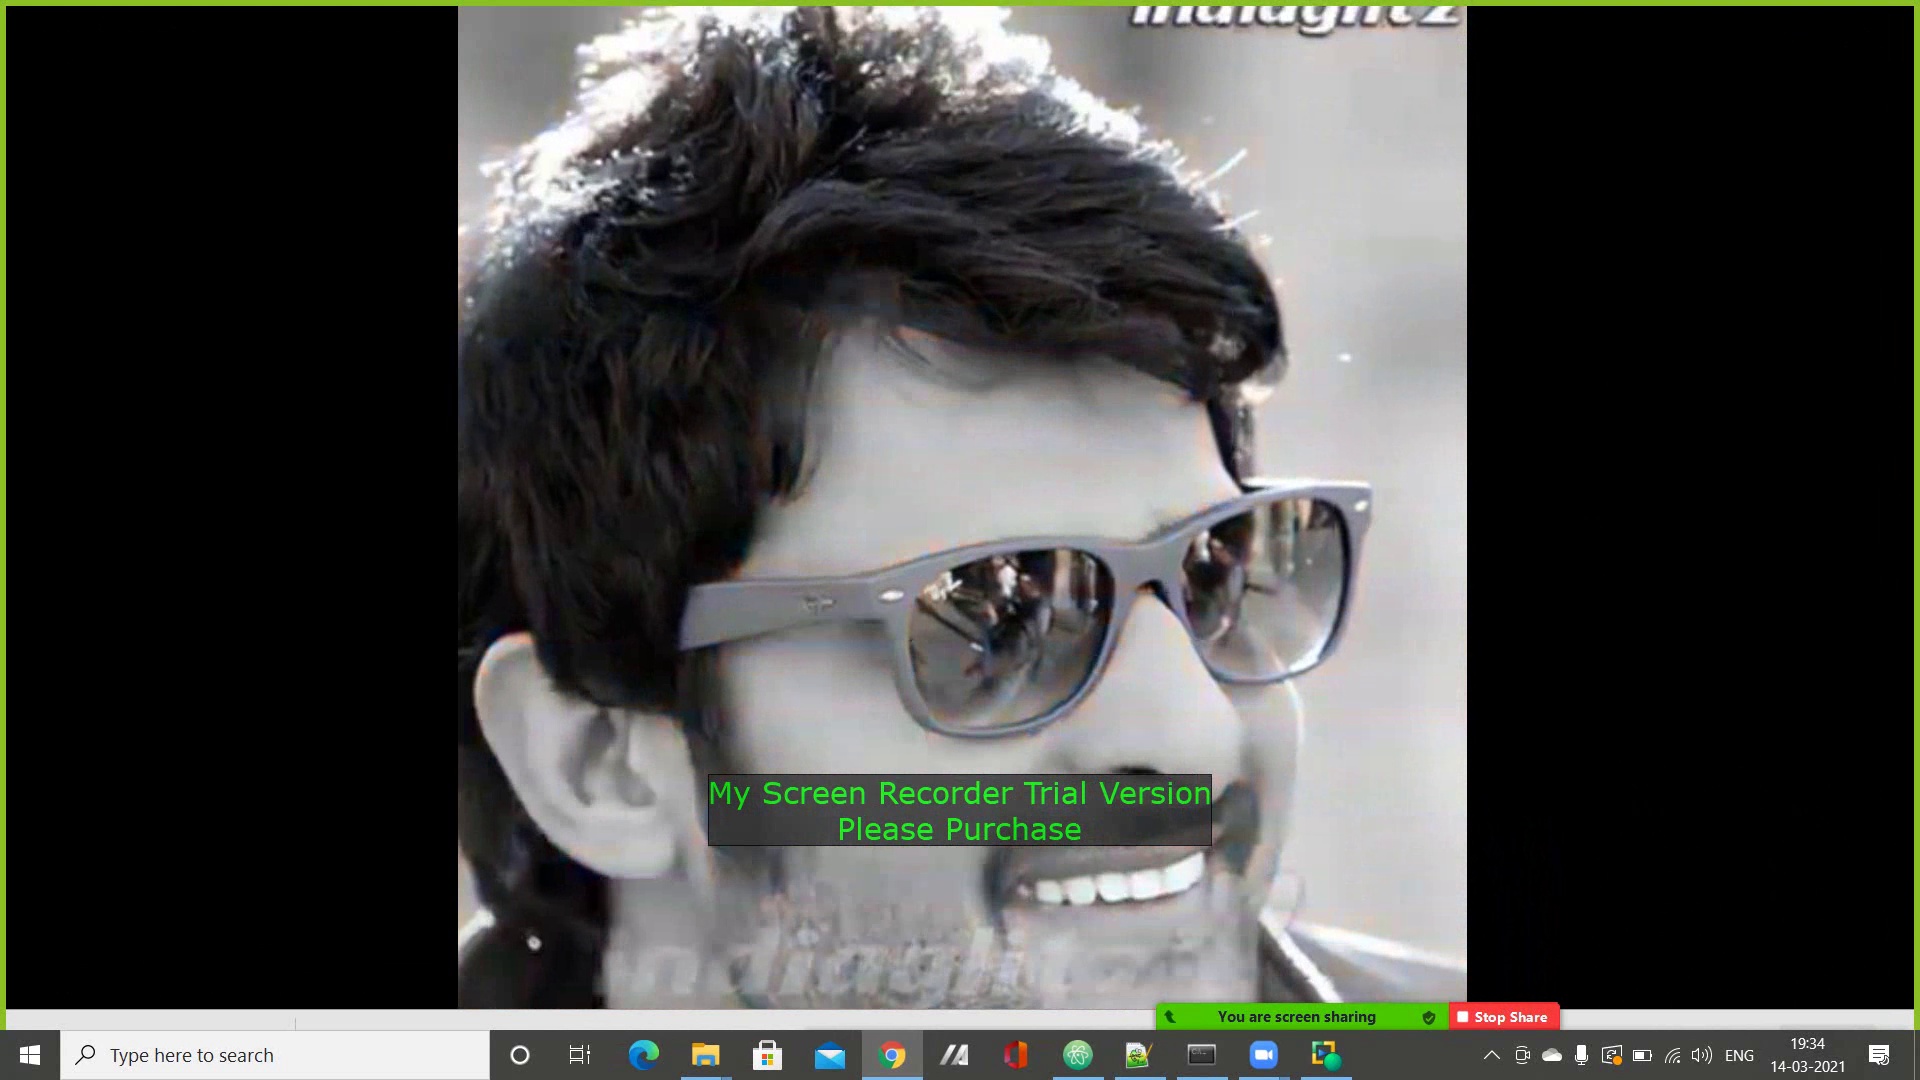 indiaglitz
My Screen Recorder Trial Version
Please Purchase
indiaglitz
You are screen sharing
Stop Share
Type here to search
ENG
19:34
14-03-2021